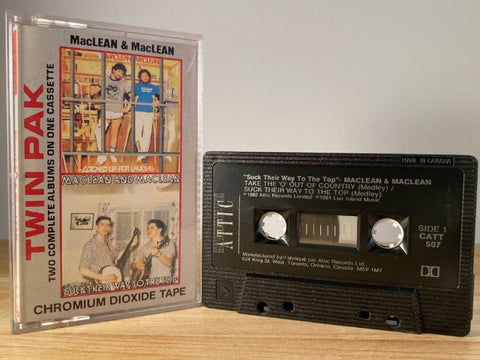 MacLEAN & MacLEAN
TWIN PAK
TWO COMPLETE ALBUMS ON ONE CASSETTE
LOCKED UP FOR LAUGHS
MACLEAN AND MACLEAN
SUCK THEIR WAY TO THE TOP
CHROMIUM DIOXIDE TAPE
MADE IN CANADA
ATTIC
"Suck Their Way To The Top"- MACLEAN & MACLEAN
TAKE THE 'O' OUT OF COUNTRY (Medley) /
SUCK THEIR WAY TO THE TOP (Medley)
℗ 1982 Attic Records Limited ©1981 Liar Island Music.
SIDE 1
CATT
507
Manufactured by/Fabriqué par Attic Records Ltd.,
624 King St. West, Toronto, Ontario, Canada M5V 1M7